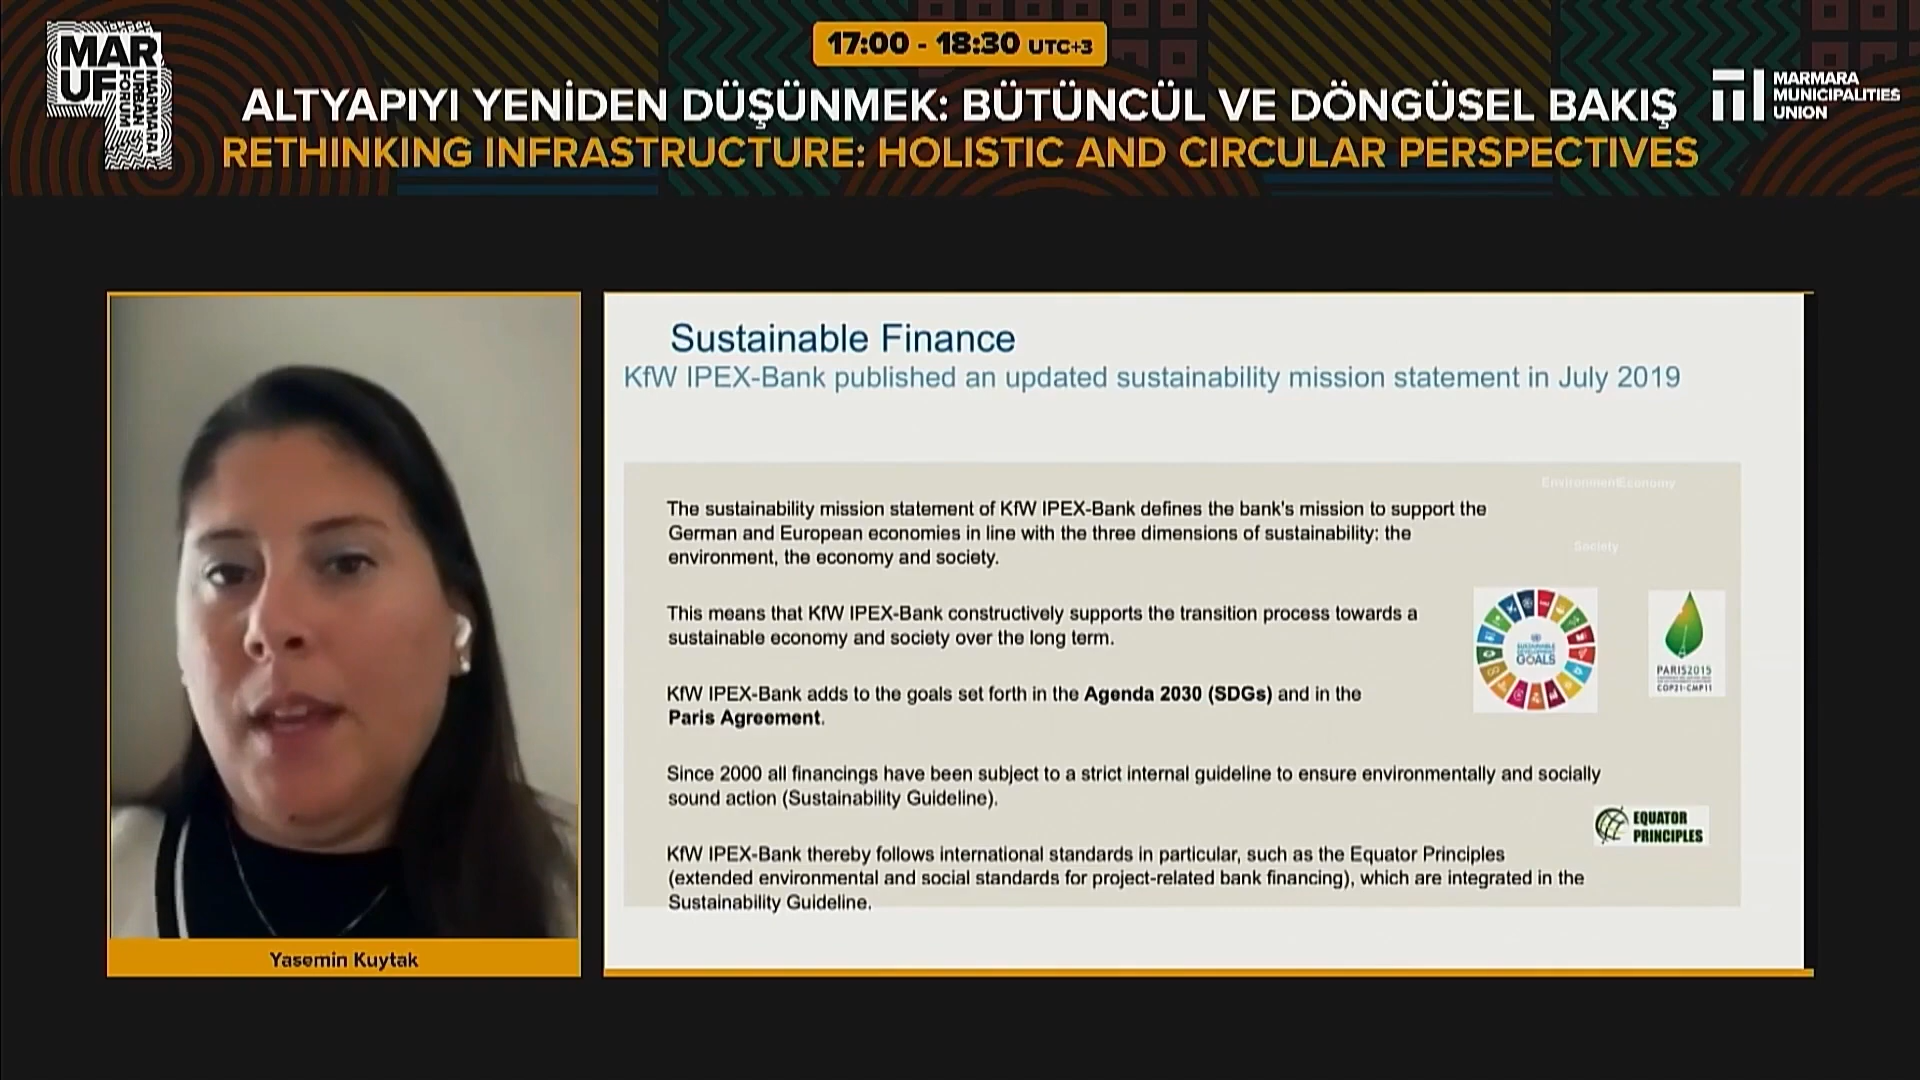 17:00 - 18:30 UTC+3
MAR
UF
MARMARA
URBAN
FORUM
ALTYAPIYI YENİDEN DÜŞÜNMEK: BÜTÜNCÜL VE DÖNGÜSEL BAKIŞ
RETHINKING INFRASTRUCTURE: HOLISTIC AND CIRCULAR PERSPECTIVES
MARMARA
MUNICIPALITIES
UNION
Sustainable Finance
KfW IPEX-Bank published an updated sustainability mission statement in July 2019
EnvironmentEconomy
Society
The sustainability mission statement of KfW IPEX-Bank defines the bank's mission to support the
German and European economies in line with the three dimensions of sustainability: the
environment, the economy and society.
This means that KfW IPEX-Bank constructively supports the transition process towards a
sustainable economy and society over the long term.
SUSTAINABLE
DEVELOPMENT
GOALS
PARIS2015
COP21·CMP11
KfW IPEX-Bank adds to the goals set forth in the Agenda 2030 (SDGs) and in the
Paris Agreement.
Since 2000 all financings have been subject to a strict internal guideline to ensure environmentally and socially
sound action (Sustainability Guideline).
EQUATOR
PRINCIPLES
KfW IPEX-Bank thereby follows international standards in particular, such as the Equator Principles
(extended environmental and social standards for project-related bank financing), which are integrated in the
Sustainability Guideline.
Yasemin Kuytak